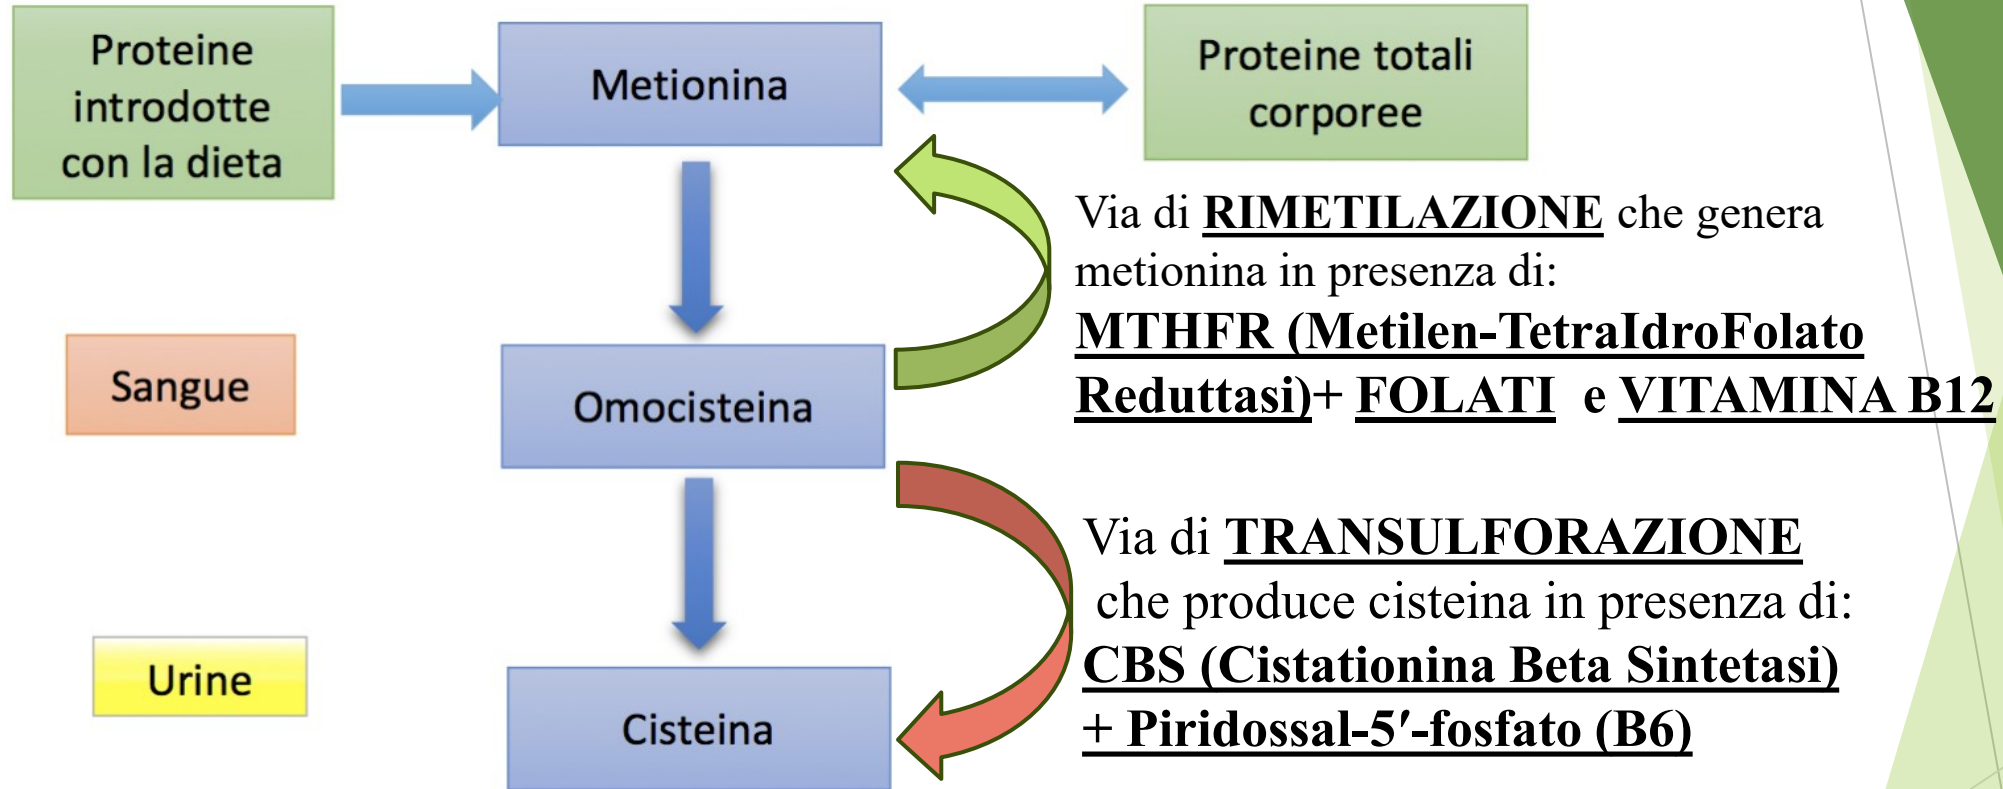 Proteine
introdotte
con la dieta
Metionina
Proteine totali
corporee
Via di RIMETILAZIONE che genera
metionina in presenza di:
MTHFR (Metilen-TetraIdroFolato
Reduttasi)+ FOLATI e VITAMINA B12
Sangue
Omocisteina
Via di TRANSULFORAZIONE
che produce cisteina in presenza di:
CBS (Cistationina Beta Sintetasi)
+ Piridossal-5′-fosfato (B6)
Urine
Cisteina